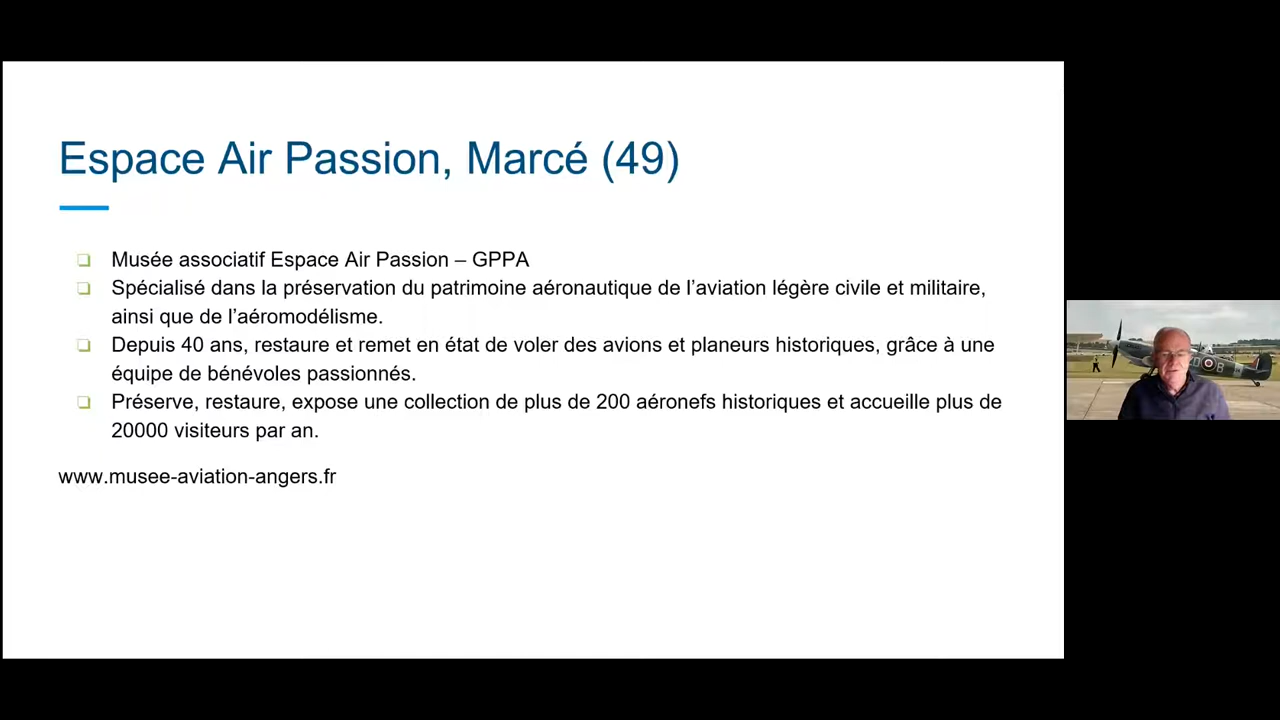 Espace Air Passion, Marcé (49)
Musée associatif Espace Air Passion – GPPA
Spécialisé dans la préservation du patrimoine aéronautique de l’aviation légère civile et militaire,
ainsi que de l’aéromodélisme.
Depuis 40 ans, restaure et remet en état de voler des avions et planeurs historiques, grâce à une
équipe de bénévoles passionnés.
Préserve, restaure, expose une collection de plus de 200 aéronefs historiques et accueille plus de
20000 visiteurs par an.
www.musee-aviation-angers.fr